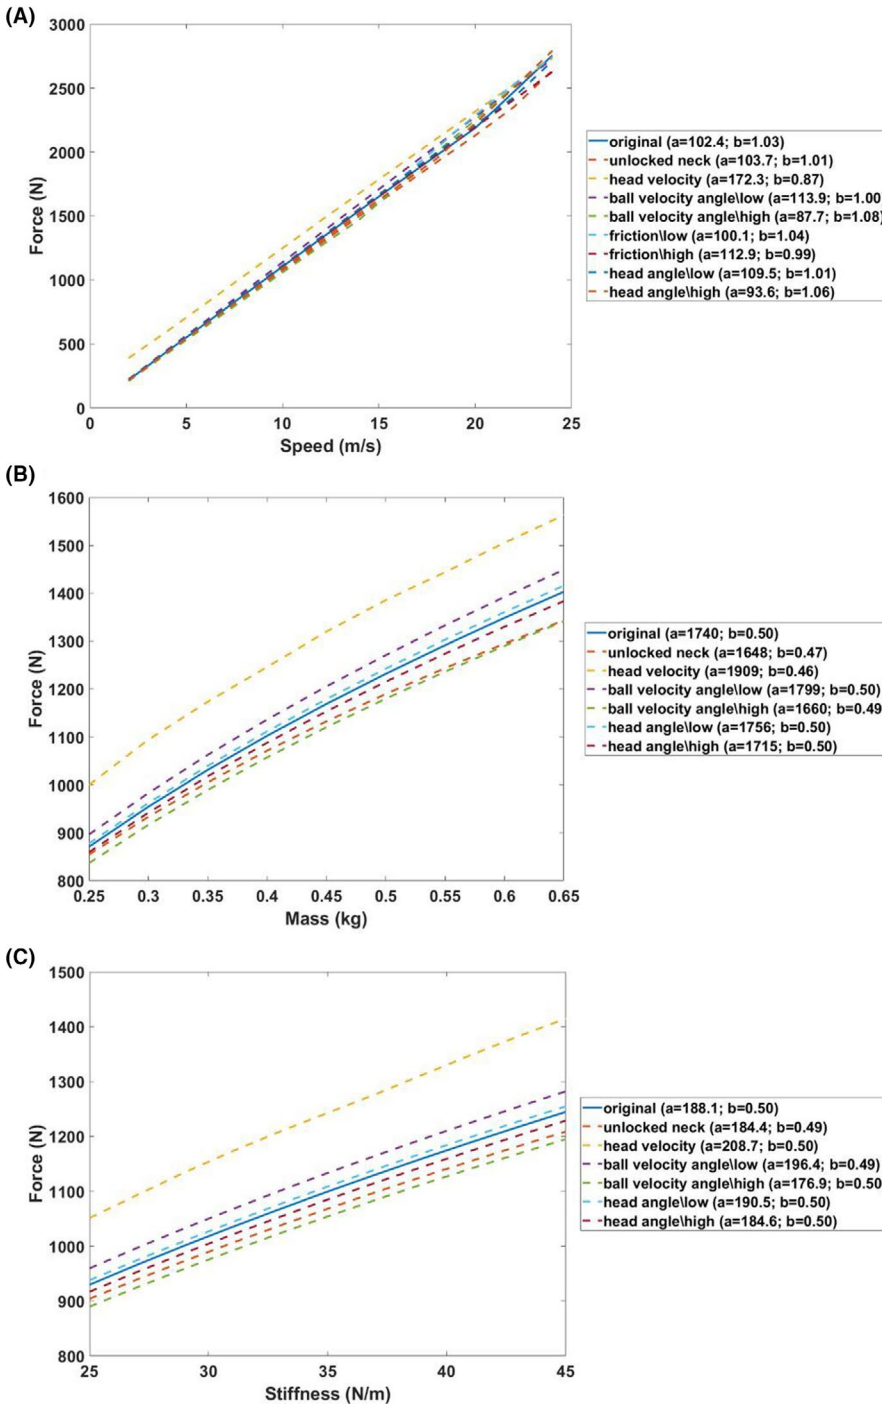 (A)
3000
2500
2000
1500
1000
500
0
Force (N)
0 5 10 15 20 25
Speed (m/s)
original (a=102.4; b=1.03)
unlocked neck (a=103.7; b=1.01)
head velocity (a=172.3; b=0.87)
ball velocity angle\low (a=113.9; b=1.00
ball velocity angle\high (a=87.7; b=1.08)
friction\low (a=100.1; b=1.04)
friction\high (a=112.9; b=0.99)
head angle\low (a=109.5; b=1.01)
head angle\high (a=93.6; b=1.06)
(B)
1600
1500
1400
1300
1200
1100
1000
900
800
Force (N)
0.25 0.3 0.35 0.4 0.45 0.5 0.55 0.6 0.65
Mass (kg)
original (a=1740; b=0.50)
unlocked neck (a=1648; b=0.47)
head velocity (a=1909; b=0.46)
ball velocity angle\low (a=1799; b=0.50)
ball velocity angle\high (a=1660; b=0.49
head angle\low (a=1756; b=0.50)
head angle\high (a=1715; b=0.50)
(C)
1500
1400
1300
1200
1100
1000
900
800
Force (N)
25 30 35 40 45
Stiffness (N/m)
original (a=188.1; b=0.50)
unlocked neck (a=184.4; b=0.49)
head velocity (a=208.7; b=0.50)
ball velocity angle\low (a=196.4; b=0.49)
ball velocity angle\high (a=176.9; b=0.50
head angle\low (a=190.5; b=0.50)
head angle\high (a=184.6; b=0.50)